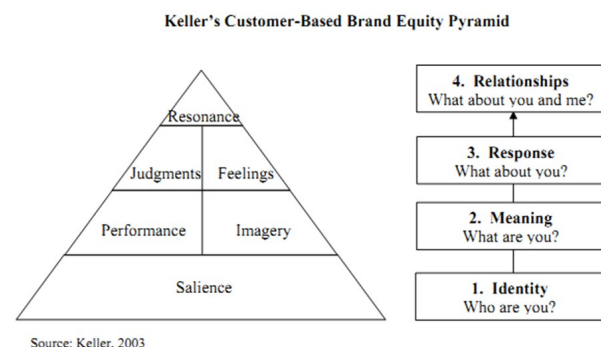 Keller's Customer-Based Brand Equity Pyramid
Resonance
Judgments
Feelings
Performance
Imagery
Salience
4. Relationships
What about you and me?
3. Response
What about you?
2. Meaning
What are you?
1. Identity
Who are you?
Source: Keller, 2003